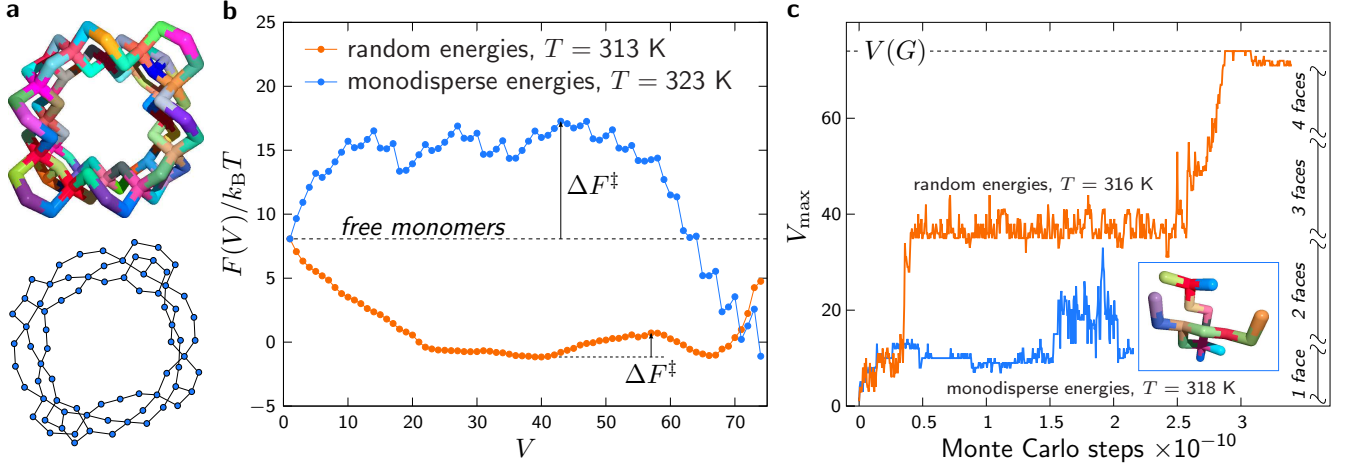 a
b
25
20
15
10
5
0
−5
0
10
20
30
40
50
60
70
F(V)/k_BT
V
random energies, T = 313 K
monodisperse energies, T = 323 K
free monomers
ΔF‡
ΔF‡
c
V(G)
60
40
20
0
0
0.5
1
1.5
2
2.5
3
V_max
Monte Carlo steps ×10^{-10}
random energies, T = 316 K
monodisperse energies, T = 318 K
1 face
2 faces
3 faces
4 faces